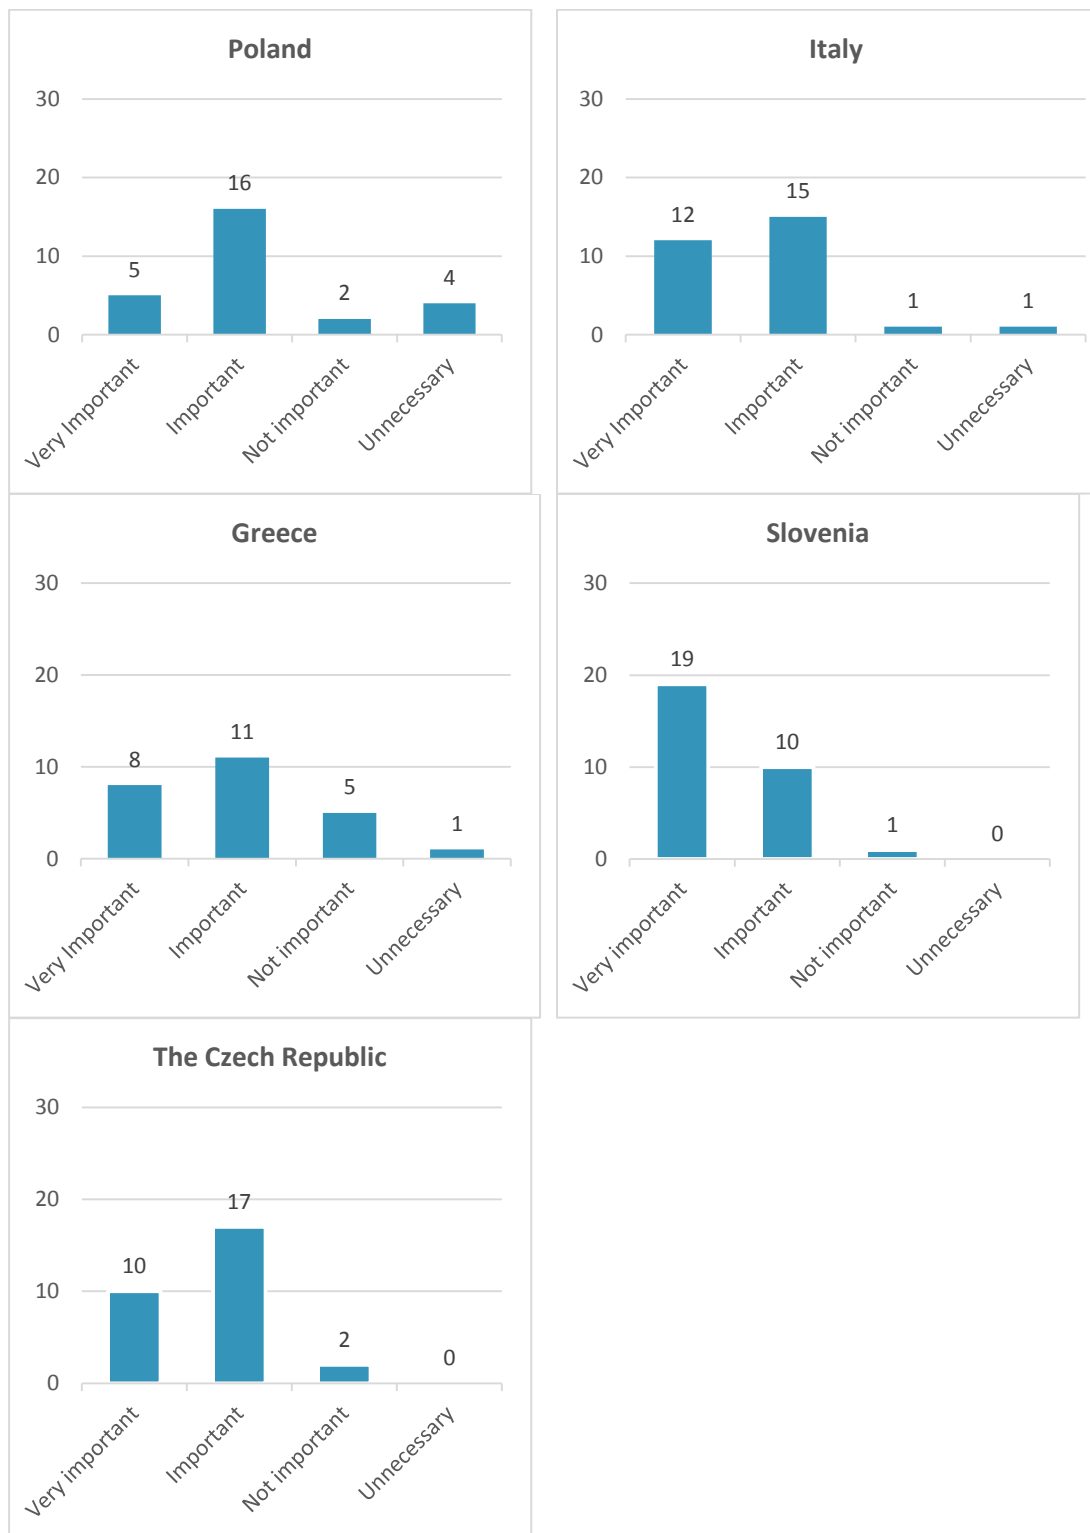 Poland
30
20
10
0
5
16
2
4
Very Important
Important
Not important
Unnecessary
Italy
30
20
10
0
12
15
1
1
Very Important
Important
Not important
Unnecessary
Greece
30
20
10
0
8
11
5
1
Very Important
Important
Not important
Unnecessary
Slovenia
30
20
10
0
19
10
1
0
Very important
Important
Not important
Unnecessary
The Czech Republic
30
20
10
0
10
17
2
0
Very important
Important
Not important
Unnecessary